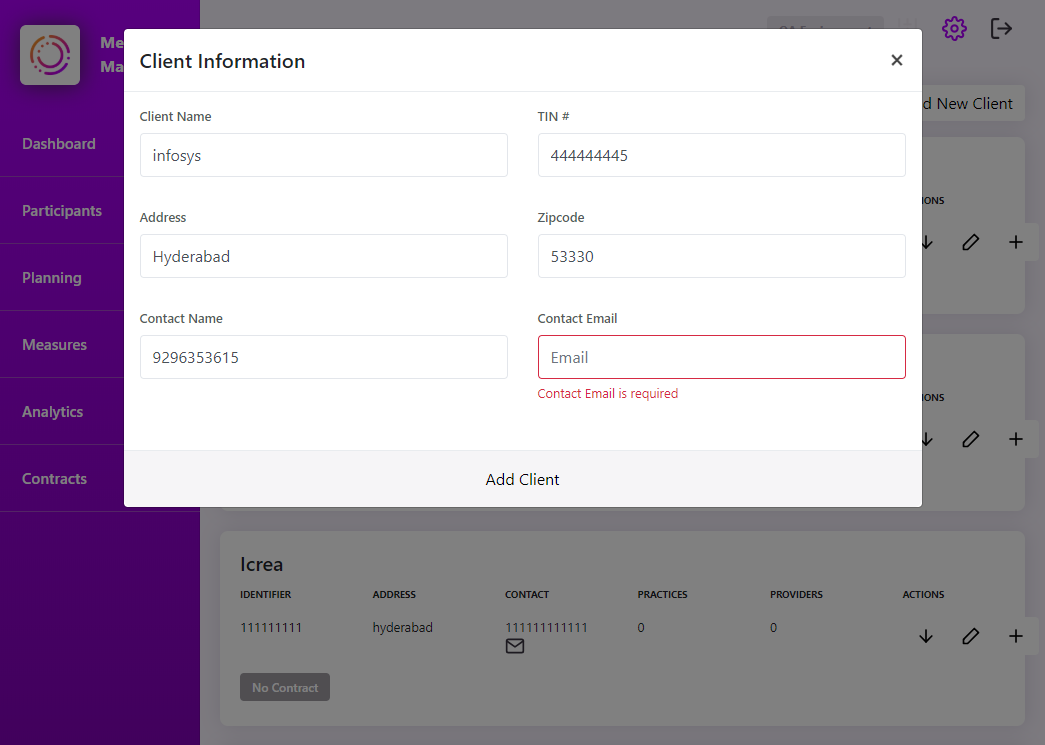 Me
Ma
Dashboard
Participants
Planning
Measures
Analytics
Contracts
Client Information
Client Name
TIN #
infosys
444444445
Address
Zipcode
Hyderabad
53330
Contact Name
Contact Email
9296353615
Email
Contact Email is required
Add Client
d New Client
IONS
IONS
Icrea
IDENTIFIER ADDRESS CONTACT PRACTICES PROVIDERS ACTIONS
111111111 hyderabad 111111111111 0 0
No Contract